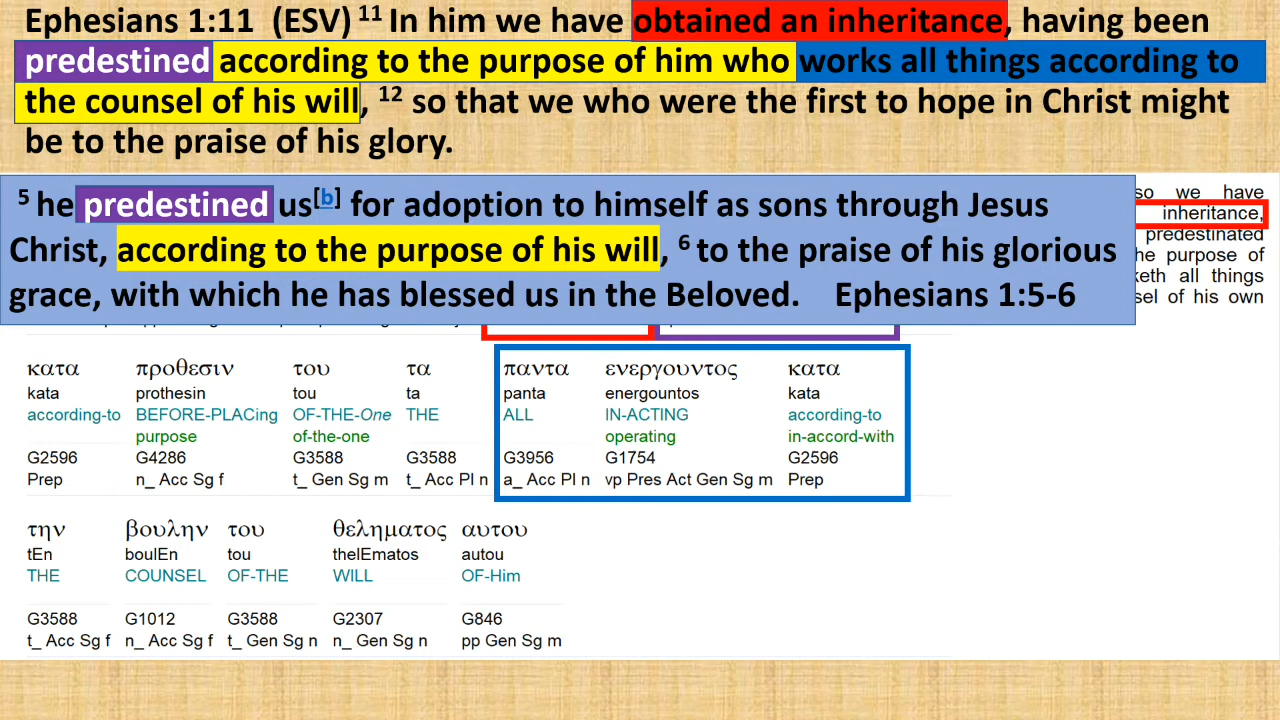 Ephesians 1:11 (ESV) 11 In him we have obtained an inheritance, having been
predestined according to the purpose of him who works all things according to
the counsel of his will, 12 so that we who were the first to hope in Christ might
be to the praise of his glory.
5 he predestined us[b] for adoption to himself as sons through Jesus
Christ, according to the purpose of his will, 6 to the praise of his glorious
grace, with which he has blessed us in the Beloved. Ephesians 1:5-6
so we have
inheritance,
predestinated
he purpose of
all things
of his own
κατα προθεσιν του τα παντα ενεργουντος κατα
kata prothesin tou ta panta energountos kata
according-to BEFORE-PLACing OF-THE-One THE ALL IN-ACTING according-to
purpose of-the-one operating in-accord-with
G2596 G4286 G3588 G3588 G3956 G1754 G2596
Prep n_ Acc Sg f t_ Gen Sg m t_ Acc Pl n a_ Acc Pl n vp Pres Act Gen Sg m Prep
την βουλην του θεληματος αυτου
tEn boulEn tou thelEmatos autou
THE COUNSEL OF-THE WILL OF-Him
G3588 G1012 G3588 G2307 G846
t_ Acc Sg f n_ Acc Sg f t_ Gen Sg n n_ Gen Sg n pp Gen Sg m